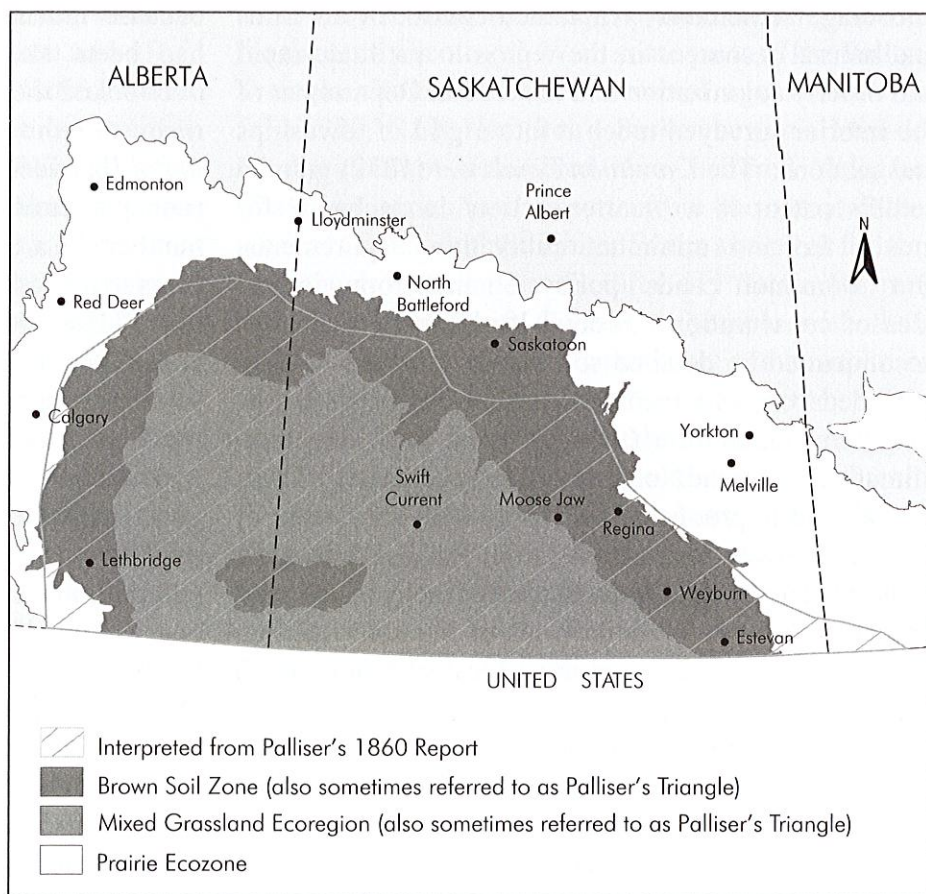 ALBERTA
SASKATCHEWAN
MANITOBA
Edmonton
Lloydminster
Prince
Albert
N
North
Battleford
Red Deer
Saskatoon
Calgary
Yorkton
Melville
Swift
Current
Moose Jaw
Regina
Lethbridge
Weyburn
Estevan
UNITED STATES
Interpreted from Palliser's 1860 Report
Brown Soil Zone (also sometimes referred to as Palliser's Triangle)
Mixed Grassland Ecoregion (also sometimes referred to as Palliser's Triangle)
Prairie Ecozone